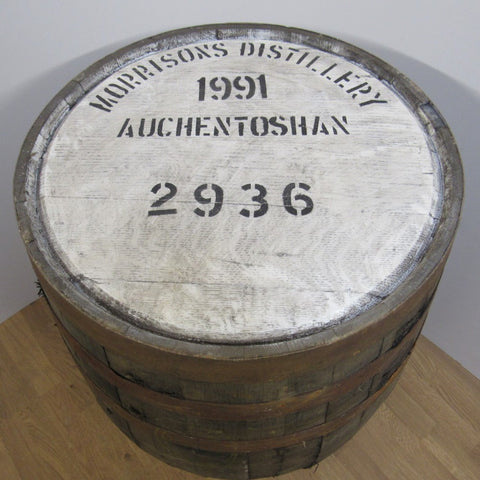 MORRISONS DISTILLERY
1991
AUCHENTOSHAN
2936